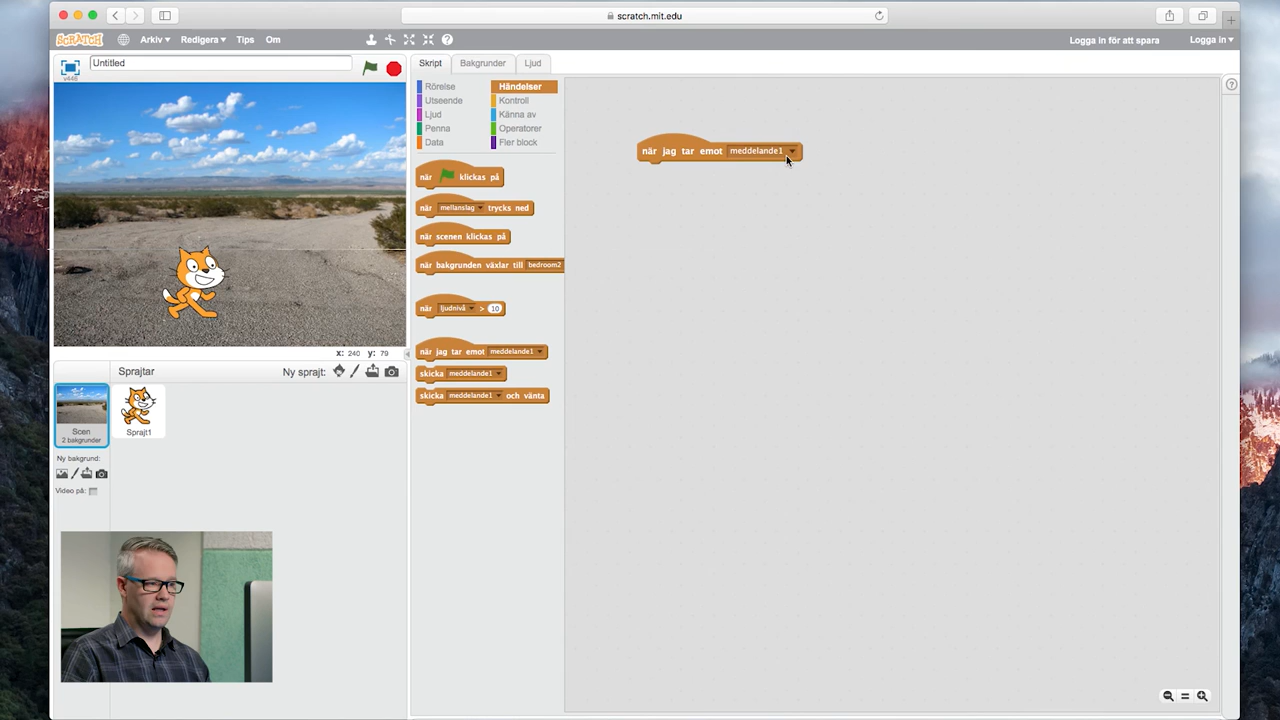 scratch.mit.edu
SCRATCH Arkiv Redigera Tips Om Logga in för att spara Logga in
v446 Untitled
Skript Bakgrunder Ljud
Rörelse Händelser
Utseende Kontroll
Ljud Känna av
Penna Operatorer
Data Fler block
när klickas på
när mellanslag trycks ned
när scenen klickas på
när bakgrunden växlar till bedroom2
när ljudnivå > 10
när jag tar emot meddelande1
skicka meddelande1
skicka meddelande1 och vänta
när jag tar emot meddelande1
x: 240 y: 79
Sprajtar Ny sprajt:
Scen
2 bakgrunder
Sprajt1
Ny bakgrund:
Video på: